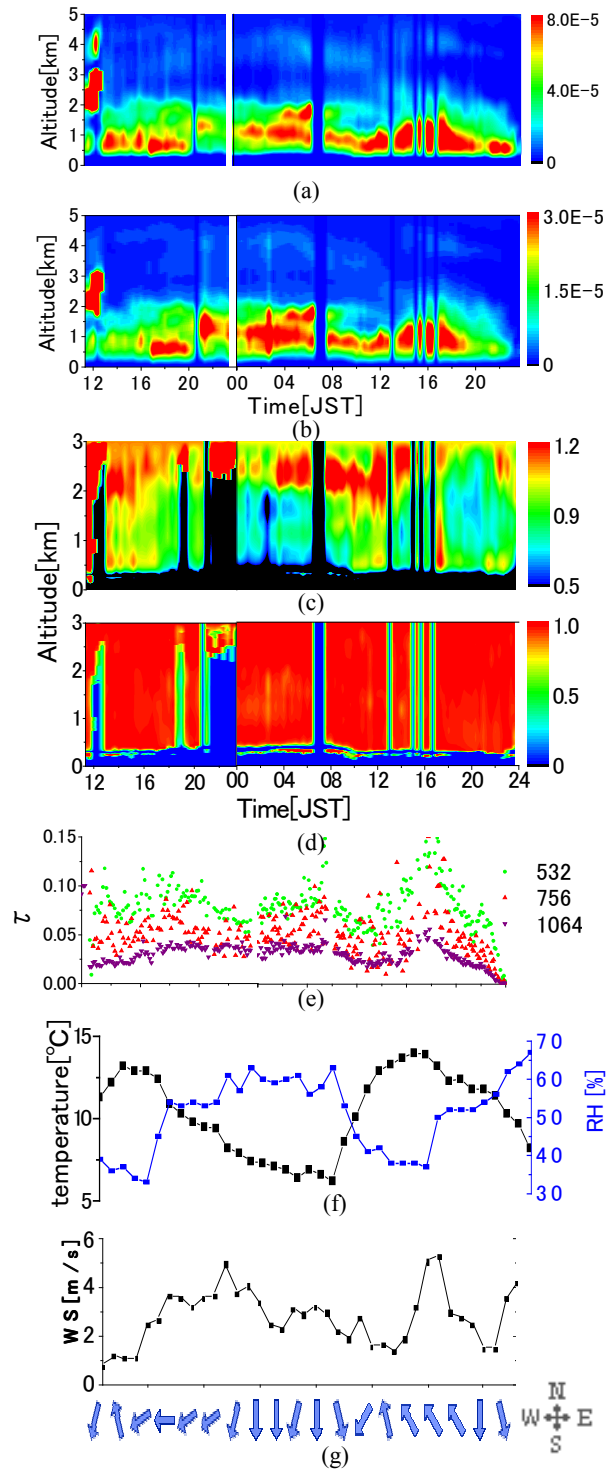 5
4
3
2
1
0
Altitude[km]
8.0E-5
4.0E-5
0
(a)
5
4
3
2
1
0
Altitude[km]
3.0E-5
2.0E-5
1.0E-5
0
12 16 20 00 04 08 12 16 20
Time[JST]
(b)
3
2
1
0
Altitude[km]
1.2
0.9
0.5
(c)
3
2
1
0
1.0
0.5
0
12 16 20 00 04 08 12 16 20 24
Time[JST]
(d)
0.15
0.10
0.05
0.00
τ
532
756
1064
(e)
15
10
5
temperature[℃]
70
60
50
40
30
RH [%]
(f)
6
4
2
0
WS[m/s]
N
W E
S
(g)